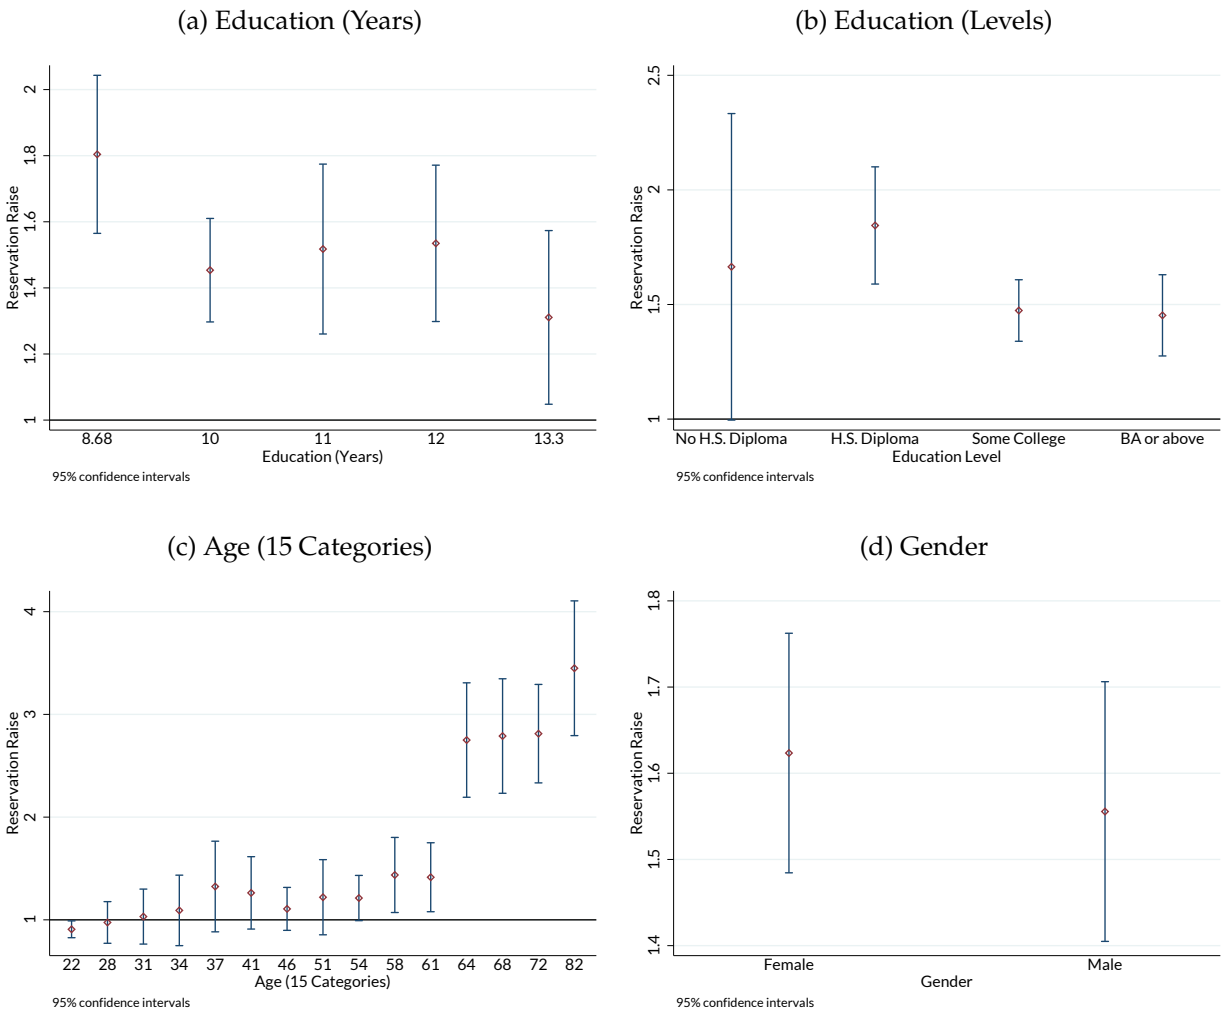 (a) Education (Years)
Reservation Raise
2
1.8
1.6
1.4
1.2
1
8.68 10 11 12 13.3
Education (Years)
95% confidence intervals
(b) Education (Levels)
Reservation Raise
2.5
2
1.5
1
No H.S. Diploma H.S. Diploma Some College BA or above
Education Level
95% confidence intervals
(c) Age (15 Categories)
Reservation Raise
4
3
2
1
22 28 31 34 37 41 46 51 54 58 61 64 68 72 82
Age (15 Categories)
95% confidence intervals
(d) Gender
Reservation Raise
1.8
1.7
1.6
1.5
1.4
Female Male
Gender
95% confidence intervals